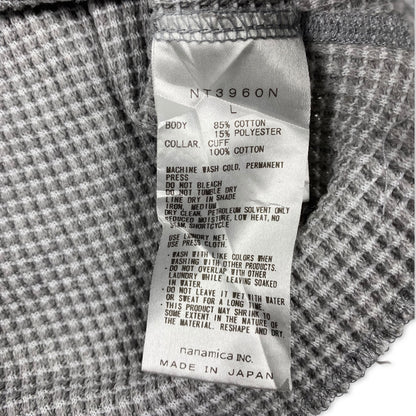 NT3960N
L
BODY 85% COTTON
15% POLYESTER
COLLAR. CUFF
100% COTTON
MACHINE WASH COLD, PERMANENT
PRESS
DO NOT BLEACH
DO NOT TUMBLE DRY
LINE DRY IN SHADE
IRON, MEDIUM
DRY CLEAN. PETROLEUM SOLVENT ONLY
REDUCED MOISTURE, LOW HEAT, NO
STEAM, SHORTCYCLE
USE LAUNDRY NET.
USE PRESS CLOTH.
・WASH WITH LIKE COLORS WHEN
WASHING WITH OTHER PRODUCTS.
・DO NOT OVERLAP WITH OTHER
LAUNDRY WHILE LEAVING SOAKED
IN WATER.
・DO NOT LEAVE IT WET WITH WATER
OR SWEAT FOR A LONG TIME
・THIS PRODUCT MAY SHRINK TO
SOME EXTENT IN THE NATURE OF
THE MATERIAL. RESHAPE AND DRY.
nanamica INC.
MADE IN JAPAN